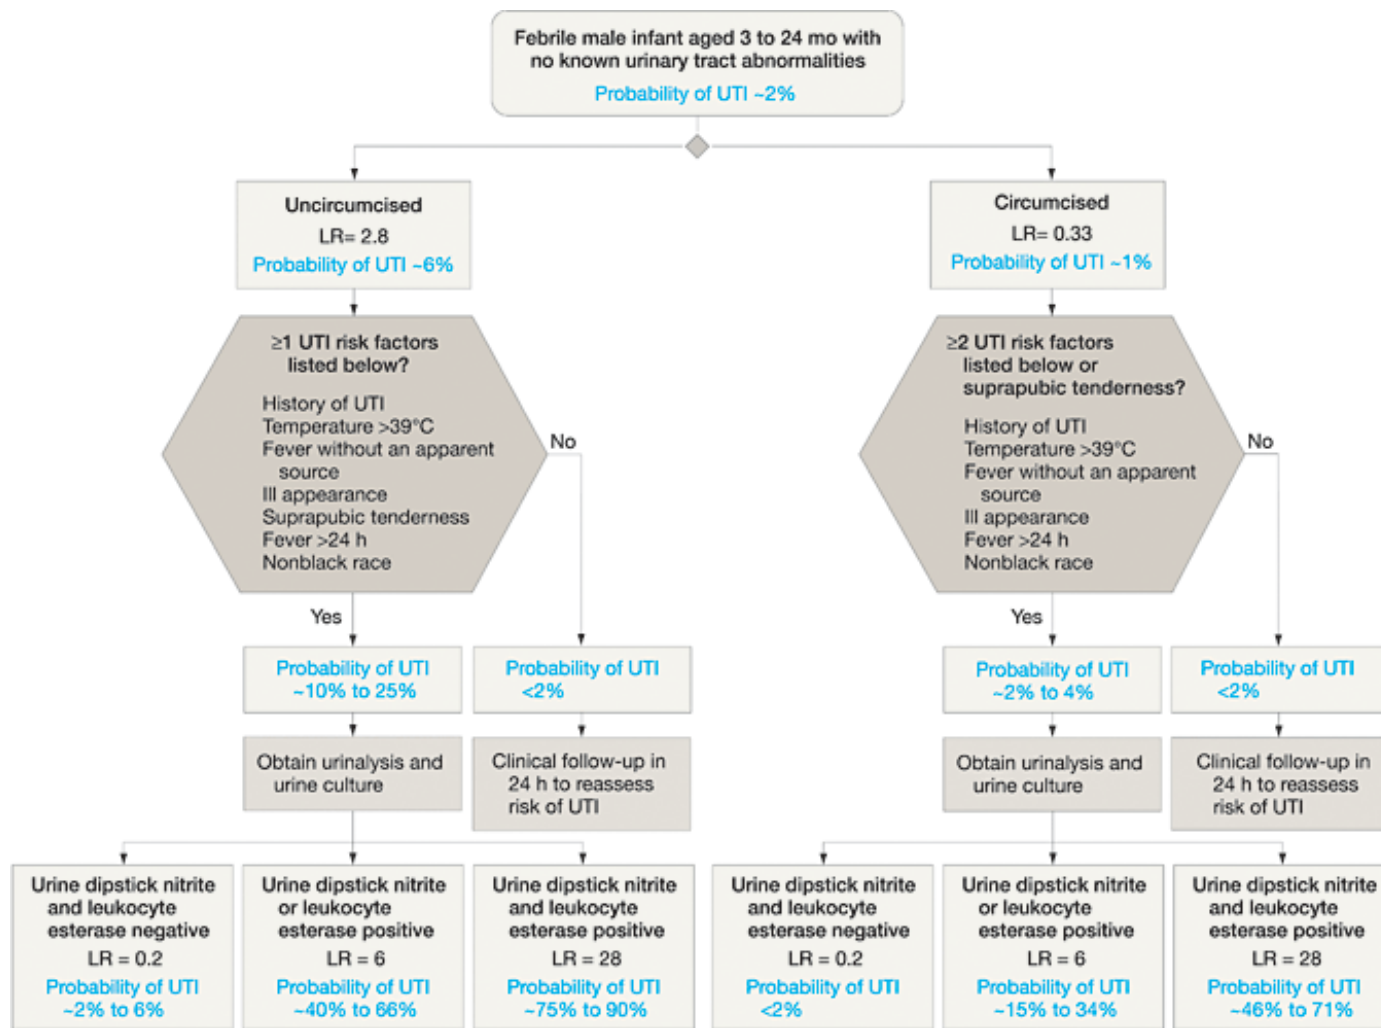 Febrile male infant aged 3 to 24 mo with
no known urinary tract abnormalities
Probability of UTI ~2%
Uncircumcised
LR= 2.8
Probability of UTI ~6%
Circumcised
LR= 0.33
Probability of UTI ~1%
≥1 UTI risk factors
listed below?
History of UTI
Temperature >39°C
Fever without an apparent
source
Ill appearance
Suprapubic tenderness
Fever >24 h
Nonblack race
No
Yes
≥2 UTI risk factors
listed below or
suprapubic tenderness?
History of UTI
Temperature >39°C
Fever without an apparent
source
Ill appearance
Fever >24 h
Nonblack race
No
Yes
Probability of UTI
~10% to 25%
Probability of UTI
<2%
Probability of UTI
~2% to 4%
Probability of UTI
<2%
Obtain urinalysis and
urine culture
Clinical follow-up in
24 h to reassess
risk of UTI
Obtain urinalysis and
urine culture
Clinical follow-up in
24 h to reassess
risk of UTI
Urine dipstick nitrite
and leukocyte
esterase negative
LR = 0.2
Probability of UTI
~2% to 6%
Urine dipstick nitrite
or leukocyte
esterase positive
LR = 6
Probability of UTI
~40% to 66%
Urine dipstick nitrite
and leukocyte
esterase positive
LR = 28
Probability of UTI
~75% to 90%
Urine dipstick nitrite
and leukocyte
esterase negative
LR = 0.2
Probability of UTI
<2%
Urine dipstick nitrite
or leukocyte
esterase positive
LR = 6
Probability of UTI
~15% to 34%
Urine dipstick nitrite
and leukocyte
esterase positive
LR = 28
Probability of UTI
~46% to 71%